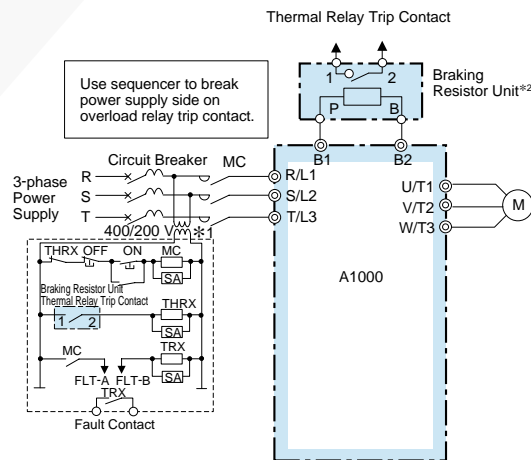 Thermal Relay Trip Contact
1 2
Braking
Resistor Unit*2
P B
Use sequencer to break
power supply side on
overload relay trip contact.
B1 B2
Circuit Breaker MC
3-phase
Power
Supply
R
S
T
R/L1
S/L2
T/L3
U/T1
V/T2
W/T3
M
A1000
400/200 V *1
THRX OFF ON MC
SA
Braking Resistor Unit
Thermal Relay Trip Contact
1 2
THRX
SA
MC
TRX
SA
FLT-A FLT-B
TRX
Fault Contact